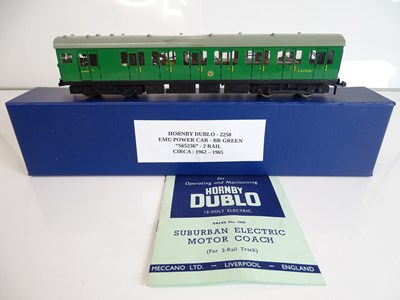 HORNBY DUBLO - 2250
EMU POWER CAR - BR GREEN
"S65236" - 2 RAIL
CIRCA : 1962 – 1965
for
Operating and Maintaining
HORNBY
DUBLO
12-VOLT ELECTRIC
SUBURBAN ELECTRIC
MOTOR COACH
(For 2-Rail Track)
MECCANO LTD. - LIVERPOOL - ENGLAND